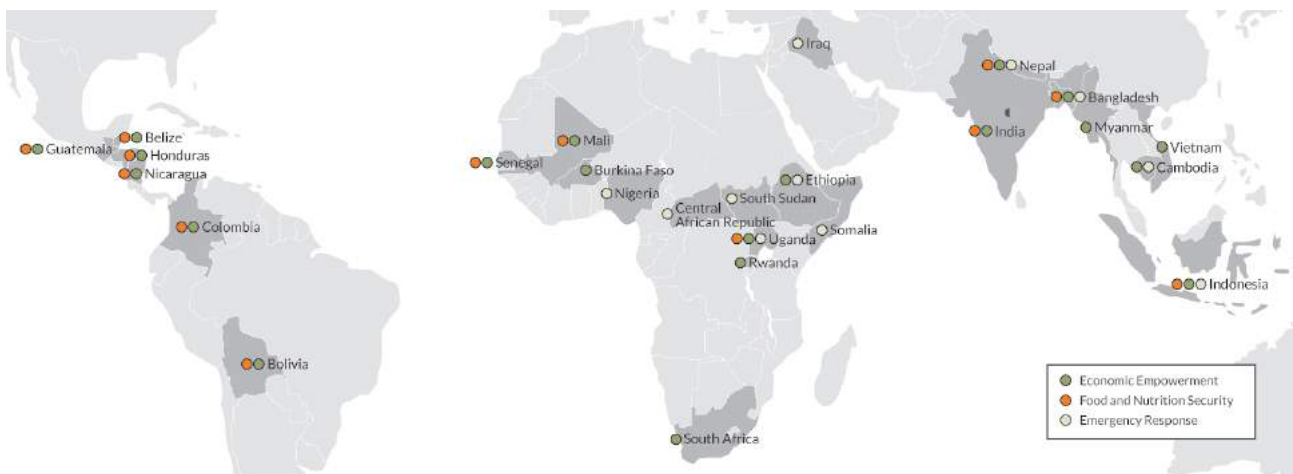 Iraq
Nepal
Bangladesh
Belize
Guatemala
Honduras
Mali
India
Myanmar
Vietnam
Nicaragua
Senegal
Burkina Faso
Cambodia
Ethiopia
Nigeria
South Sudan
Central
African Republic
Colombia
Somalia
Uganda
Rwanda
Indonesia
Bolivia
South Africa
Economic Empowerment
Food and Nutrition Security
Emergency Response